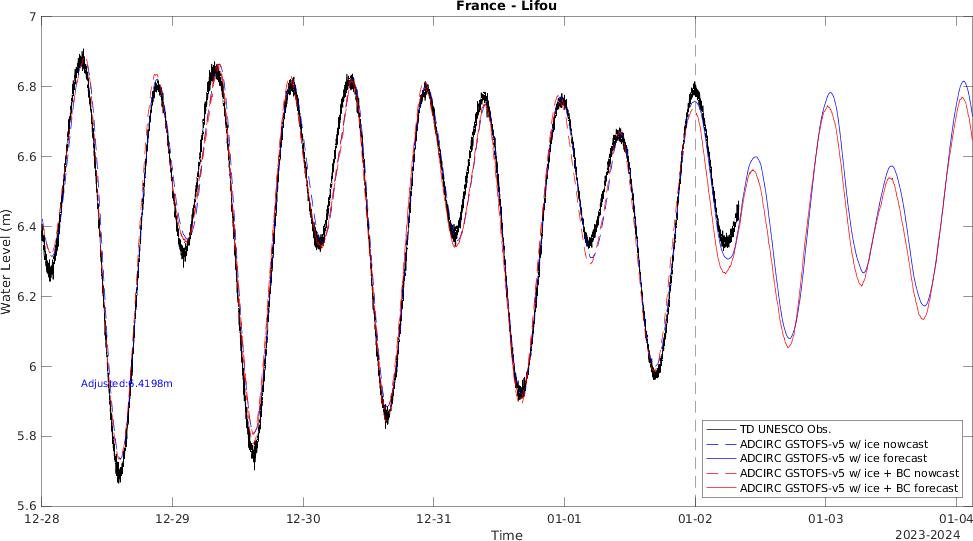 France - Lifou
7
6.8
6.6
6.4
6.2
6
5.8
5.6
Water Level (m)
Adjusted:6.4198m
TD UNESCO Obs.
ADCIRC GSTOFS-v5 w/ ice nowcast
ADCIRC GSTOFS-v5 w/ ice forecast
ADCIRC GSTOFS-v5 w/ ice + BC nowcast
ADCIRC GSTOFS-v5 w/ ice + BC forecast
12-28 12-29 12-30 12-31 01-01 01-02 01-03 01-04
Time
2023-2024